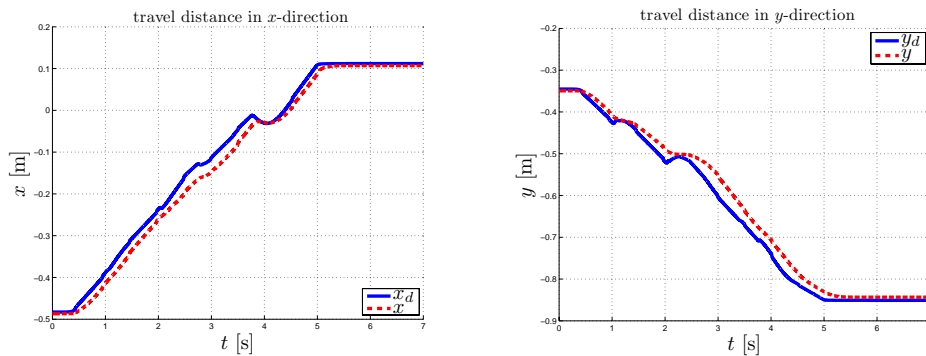 travel distance in x-direction
0.2
0.1
0
−0.1
−0.2
−0.3
−0.4
−0.5
x [m]
0 1 2 3 4 5 6 7
t [s]
x_d
x
travel distance in y-direction
−0.2
−0.3
−0.4
−0.5
−0.6
−0.7
−0.8
−0.9
y [m]
0 1 2 3 4 5 6
t [s]
y_d
y